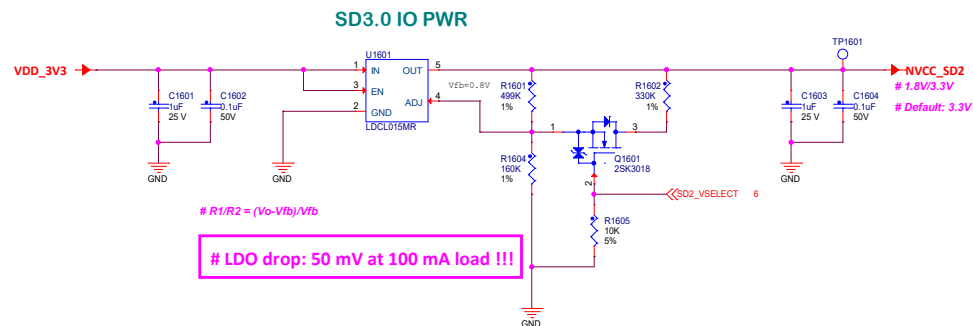 SD3.0 IO PWR
TP1601
U1601
VDD_3V3
1
IN
OUT
5
NVCC_SD2
# 1.8V/3.3V
# Default: 3.3V
3
EN
Vfb=0.8V
R1601
499K
1%
R1602
330K
1%
C1601
1uF
25 V
C1602
0.1uF
50V
2
GND
ADJ
4
LDCL015MR
C1603
1uF
25 V
C1604
0.1uF
50V
1
3
R1604
160K
1%
Q1601
2SK3018
2
GND
GND
GND
SD2_VSELECT 6
# R1/R2 = (Vo-Vfb)/Vfb
R1605
10K
5%
# LDO drop: 50 mV at 100 mA load !!!
GND